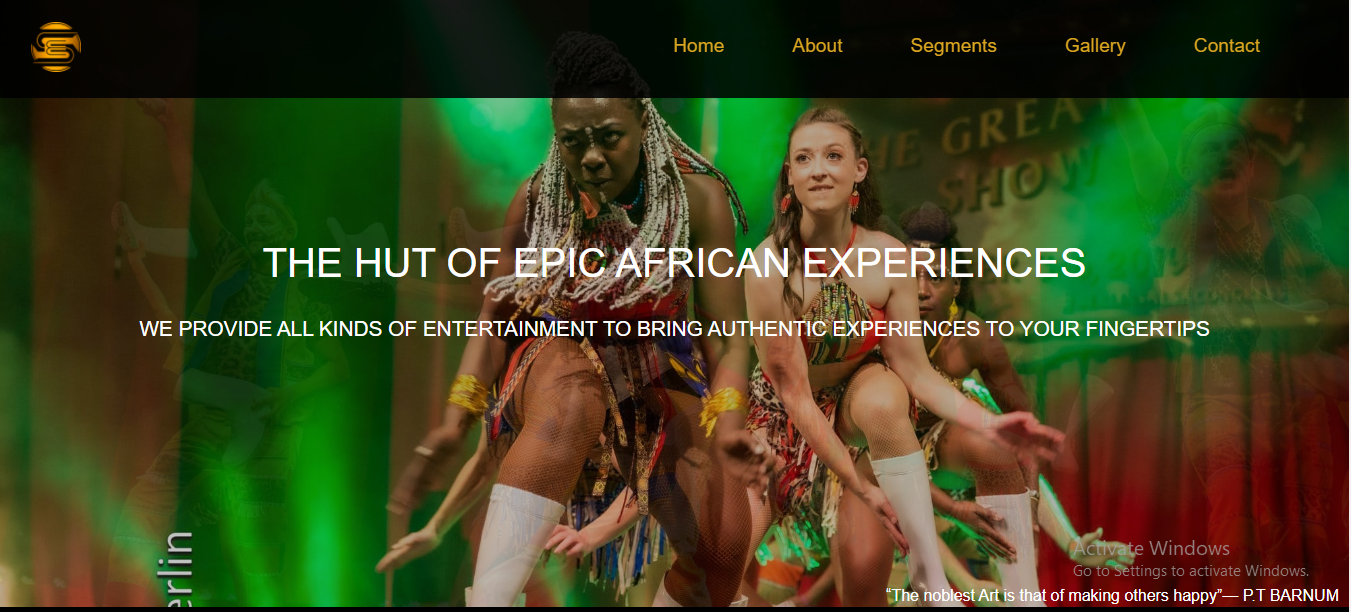 Home About Segments Gallery Contact
THE GREA
SHOW
THE HUT OF EPIC AFRICAN EXPERIENCES
WE PROVIDE ALL KINDS OF ENTERTAINMENT TO BRING AUTHENTIC EXPERIENCES TO YOUR FINGERTIPS
erlin
Activate Windows
Go to Settings to activate Windows.
“The noblest Art is that of making others happy”— P.T BARNUM